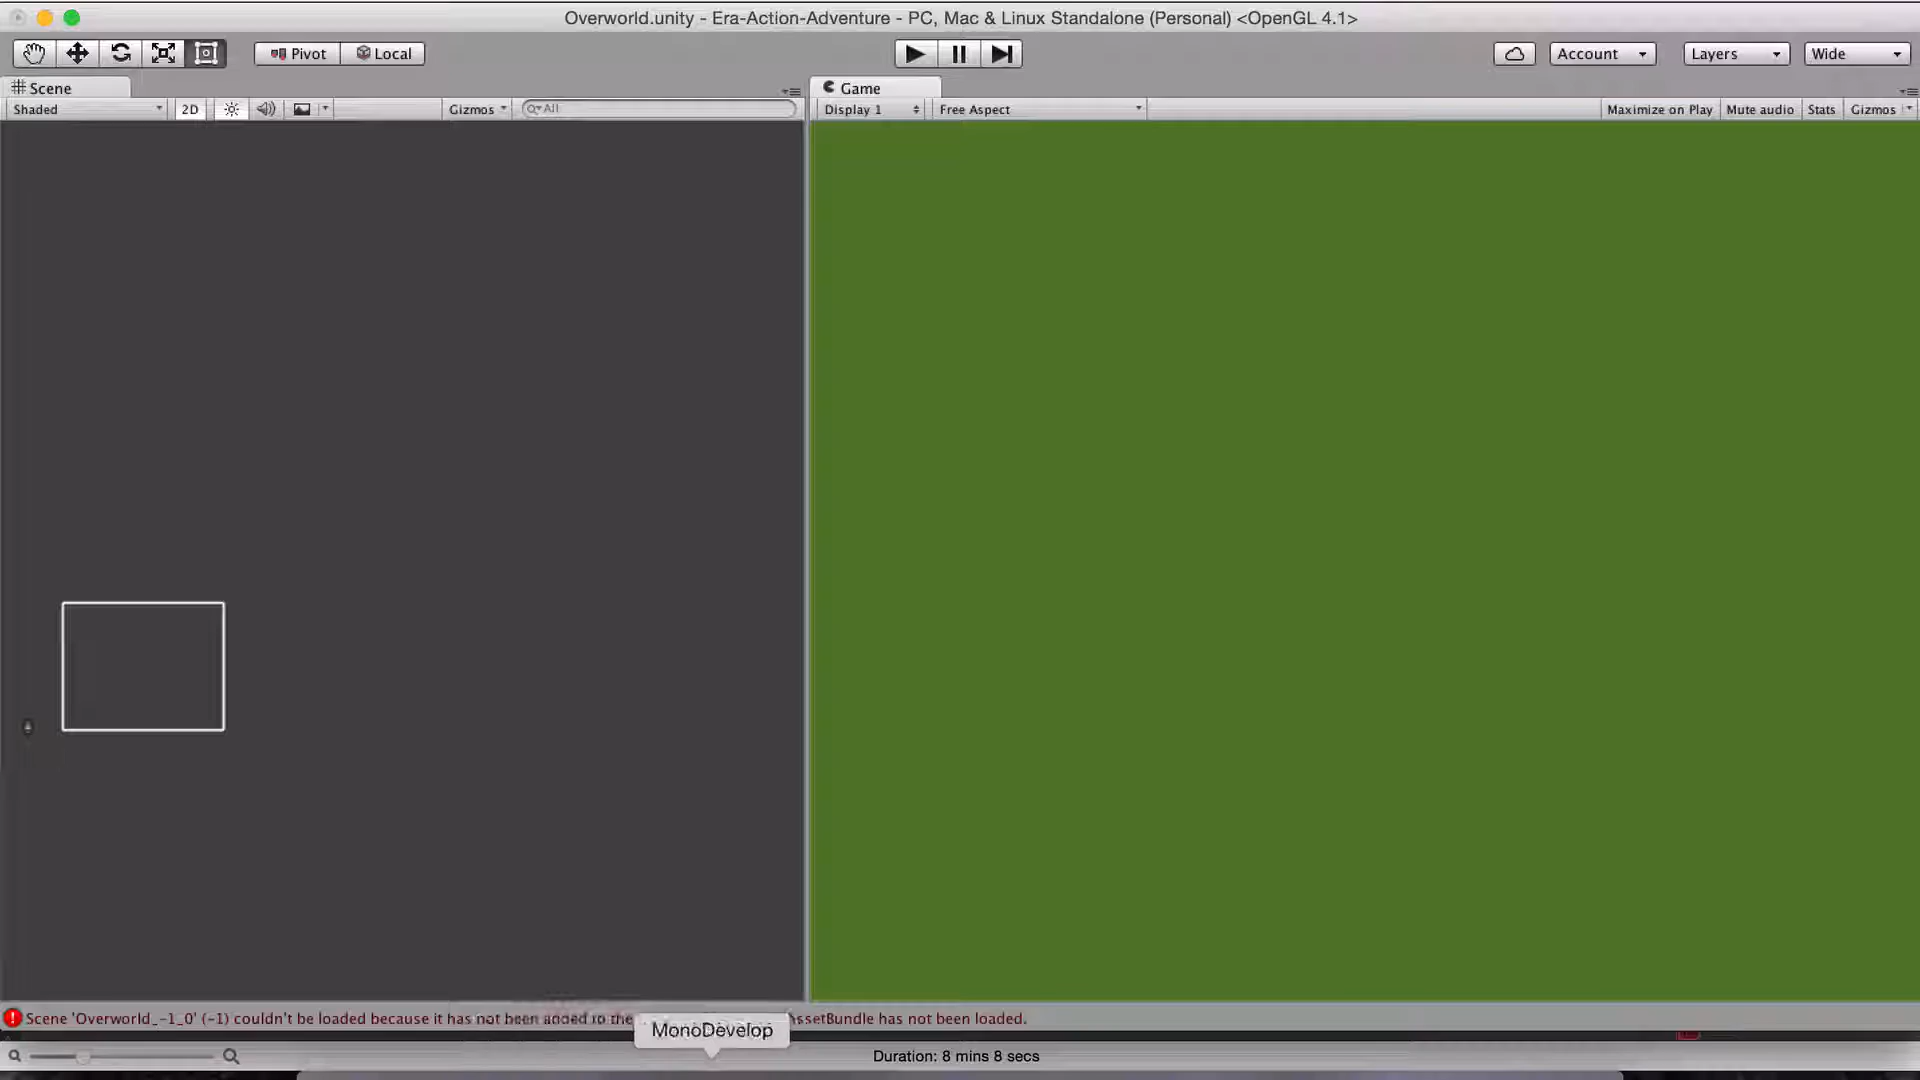 Overworld.unity - Era-Action-Adventure - PC, Mac & Linux Standalone (Personal) <OpenGL 4.1>
Pivot Local Account Layers Wide
Scene Game
Shaded 2D Gizmos All Display 1 Free Aspect Maximize on Play Mute audio Stats Gizmos
Scene 'Overworld_-1_0' (-1) couldn't be loaded because it has not been added to the ssetBundle has not been loaded.
MonoDevelop
Duration: 8 mins 8 secs